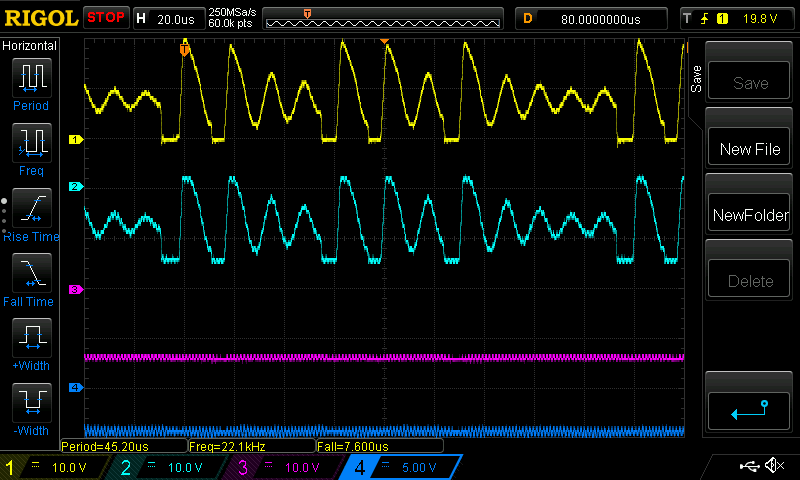 RIGOL STOP H 20.0us 250MSa/s 60.0k pts T D 80.0000000us T 1 19.8 V
Horizontal
Period
Freq
Rise Time
Fall Time
+Width
-Width
T
1
2
3
4
Period=45.20us Freq=22.1kHz Fall=7.600us
1 10.0 V 2 10.0 V 3 10.0 V 4 5.00 V
Save
Save
New File
NewFolder
Delete